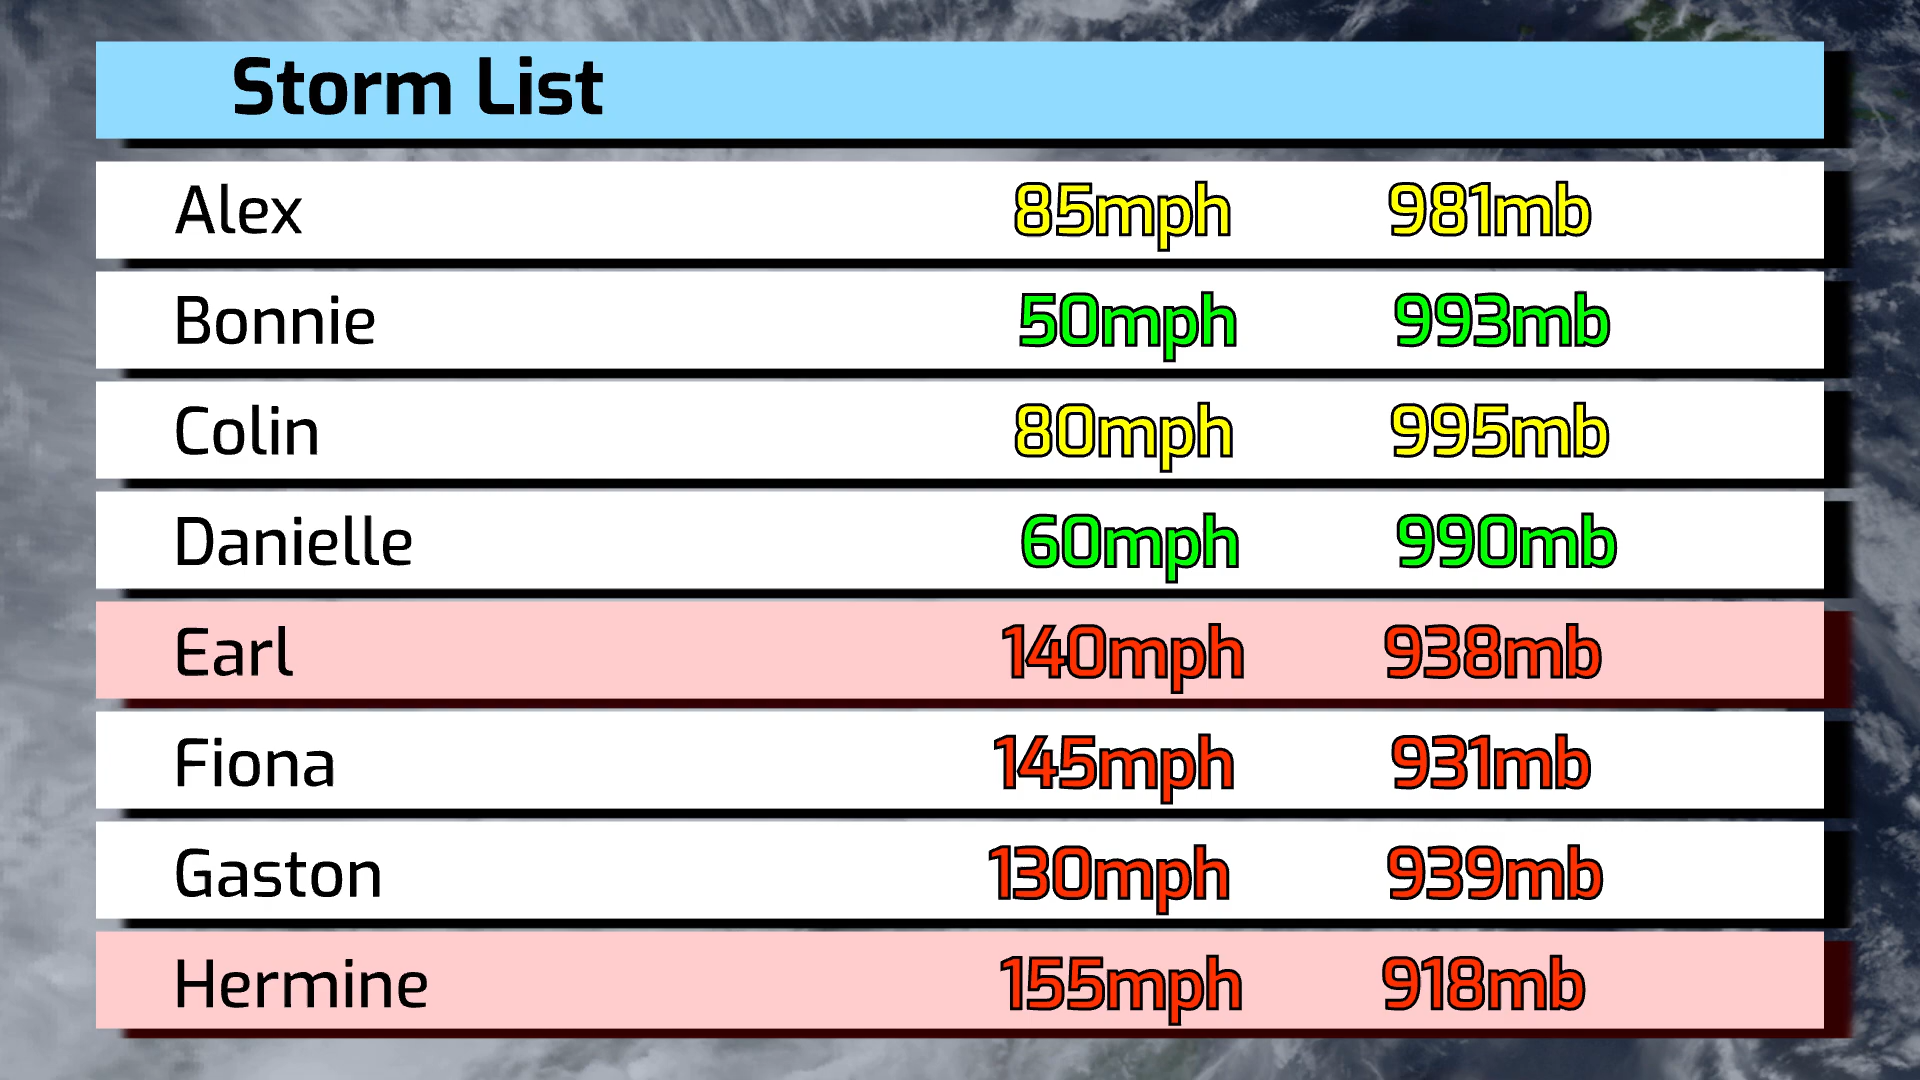 Storm List
Alex 85mph 981mb
Bonnie 50mph 993mb
Colin 80mph 995mb
Danielle 60mph 990mb
Earl 140mph 938mb
Fiona 145mph 931mb
Gaston 130mph 939mb
Hermine 155mph 918mb